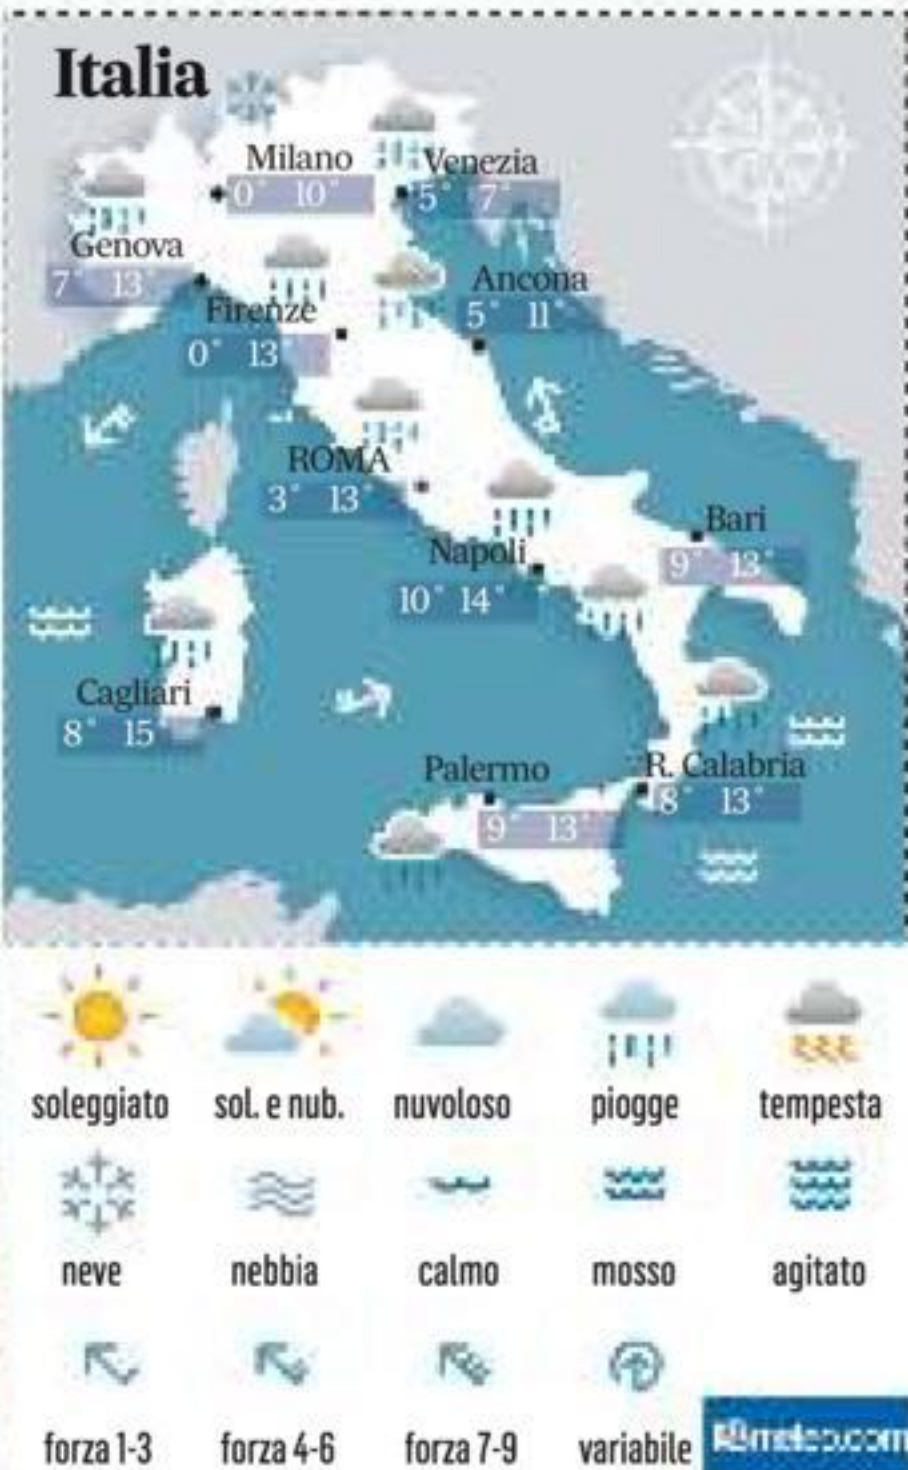 Italia
Milano
0° 10°
Venezia
5° 7°
Genova
7° 13°
Firenze
0° 13°
Ancona
5° 11°
ROMA
3° 13°
Napoli
10° 14°
Bari
9° 13°
Cagliari
8° 15°
Palermo
9° 13°
R. Calabria
8° 13°
soleggiato
sol. e nub.
nuvoloso
piogge
tempesta
neve
nebbia
calmo
mosso
agitato
forza 1-3
forza 4-6
forza 7-9
variabile